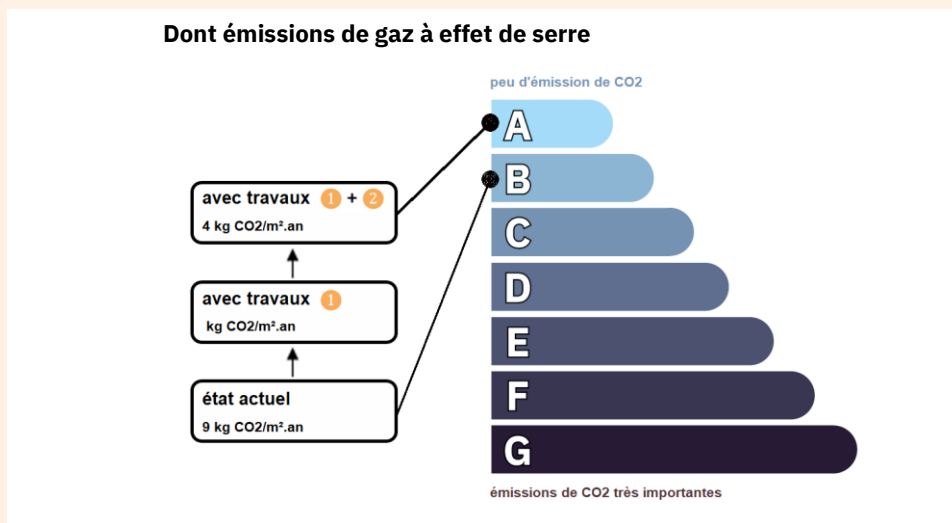 Dont émissions de gaz à effet de serre
peu d'émission de CO2
A
B
avec travaux 1 + 2
4 kg CO2/m².an
C
D
avec travaux 1
kg CO2/m².an
E
F
état actuel
9 kg CO2/m².an
G
émissions de CO2 très importantes